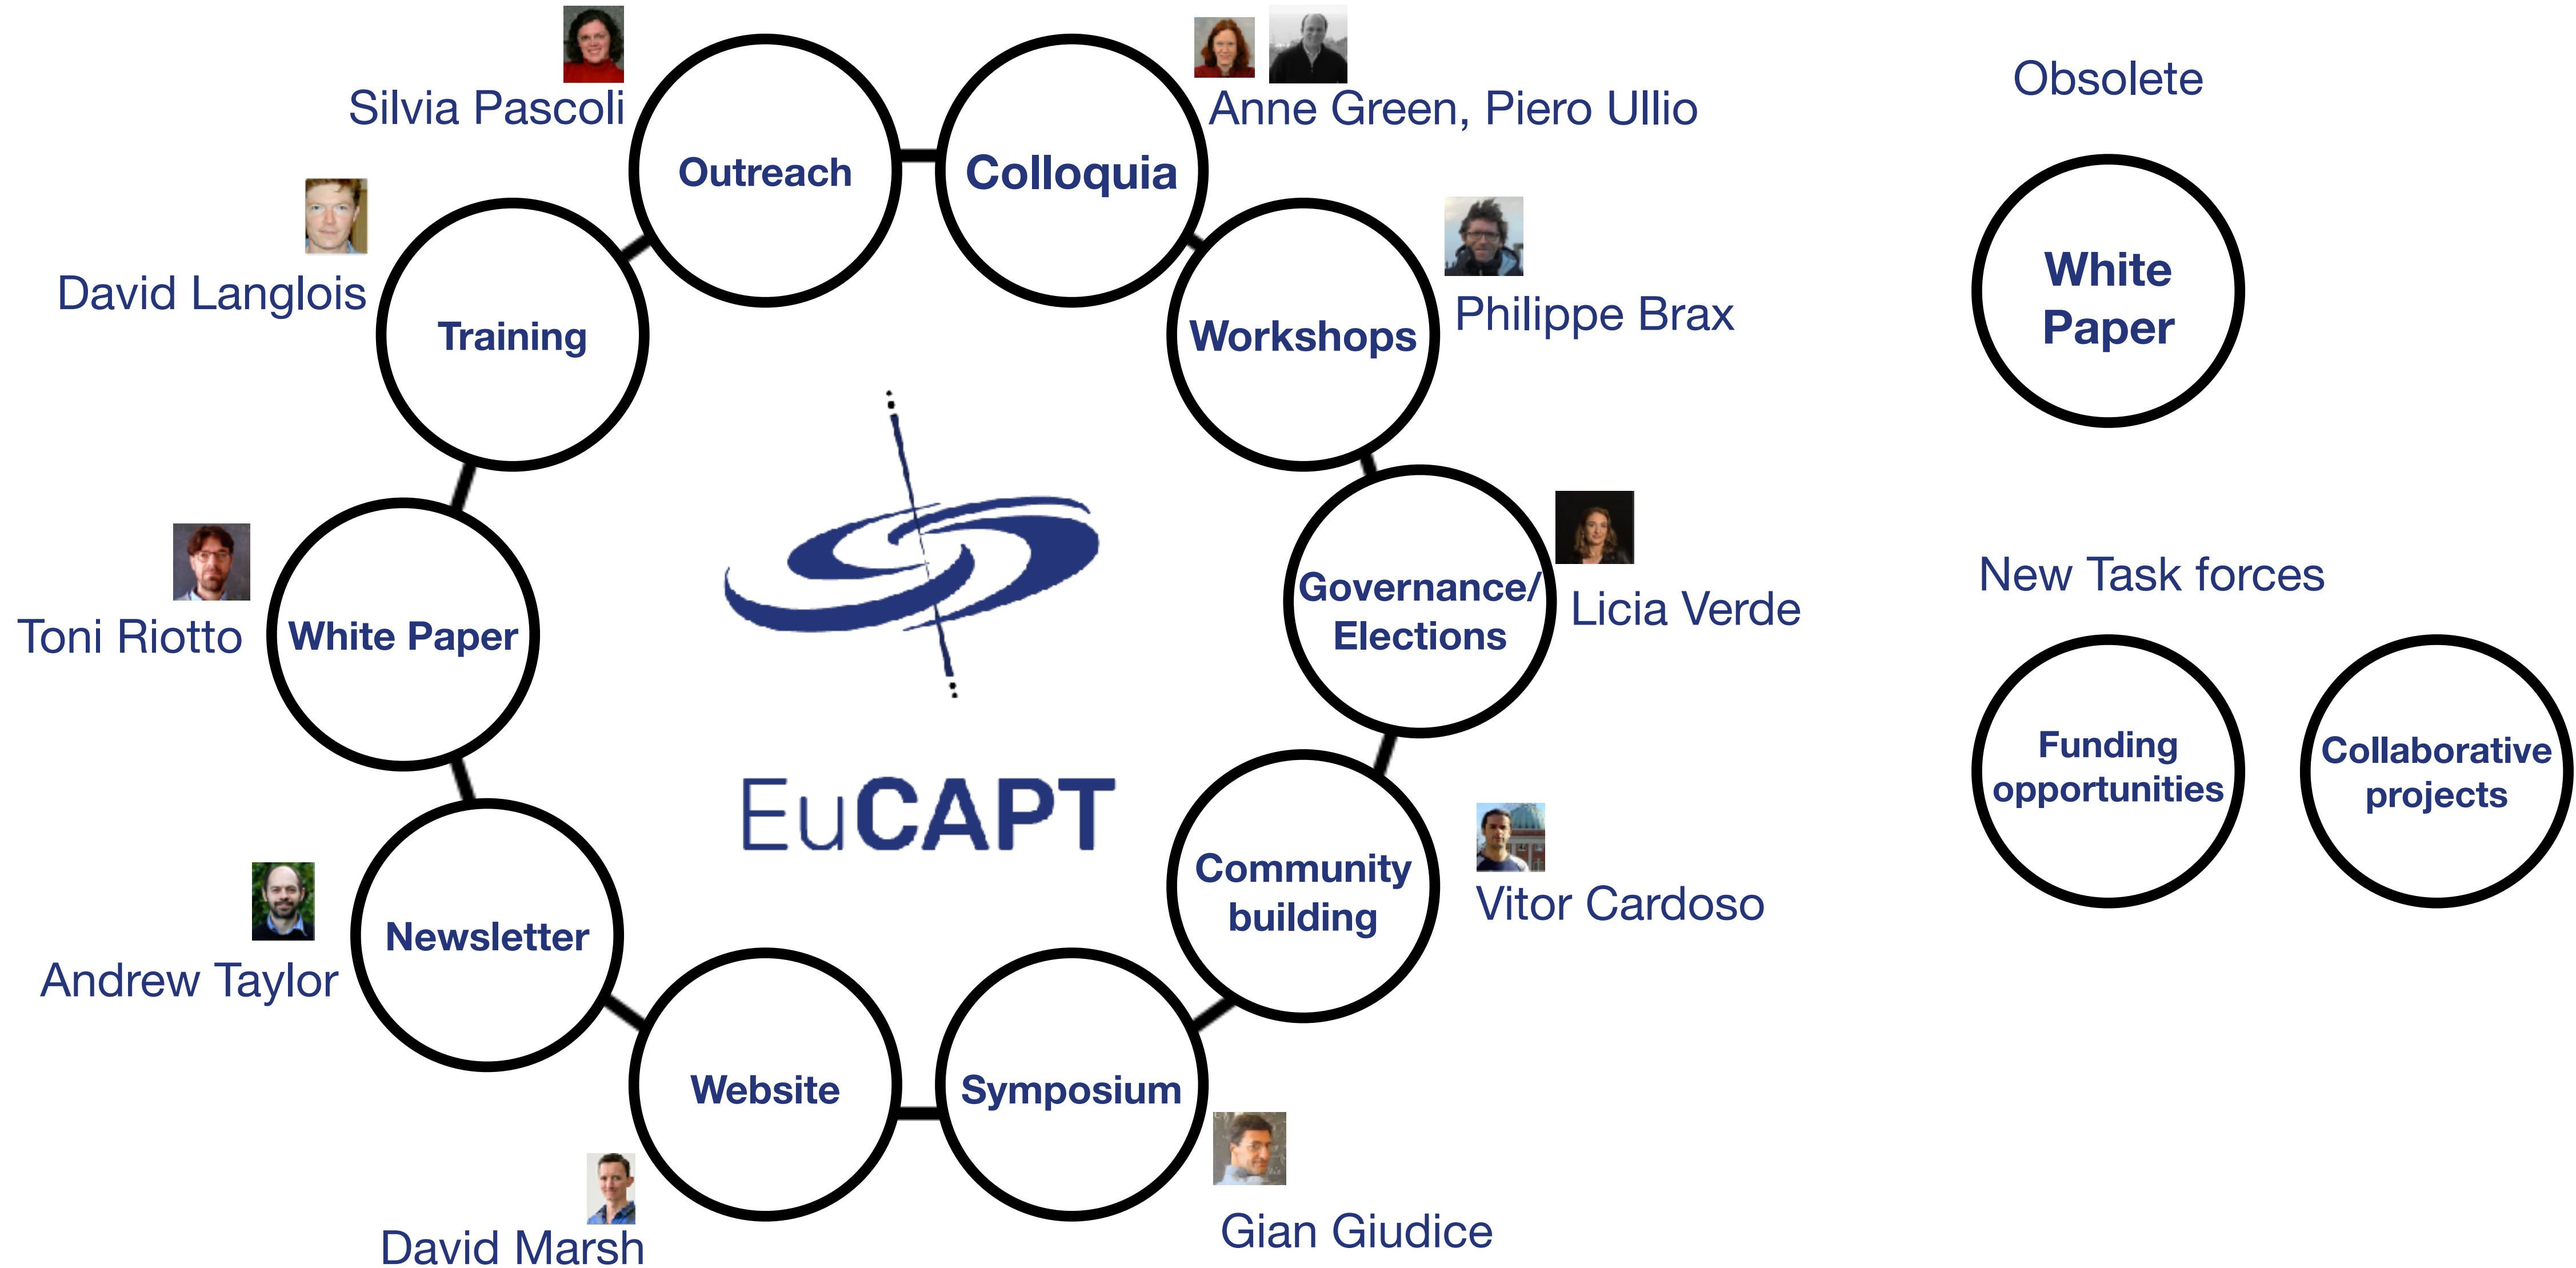 Silvia Pascoli
Outreach
Colloquia
Anne Green, Piero Ullio
David Langlois
Training
Workshops
Philippe Brax
Toni Riotto
White Paper
Governance/
Elections
Licia Verde
EuCAPT
Andrew Taylor
Newsletter
Community
building
Vitor Cardoso
David Marsh
Website
Symposium
Gian Giudice
Obsolete
White
Paper
New Task forces
Funding
opportunities
Collaborative
projects